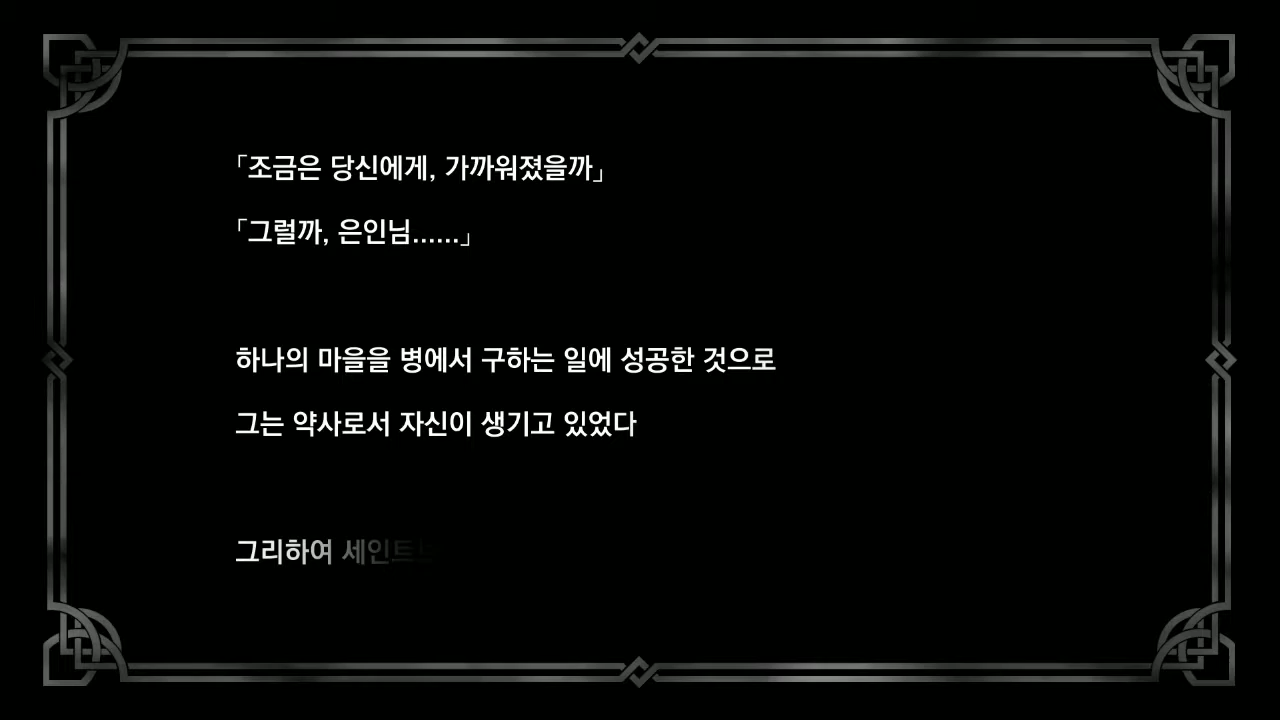 「조금은 당신에게, 가까워졌을까」
「그럴까, 은인님......」
하나의 마을을 병에서 구하는 일에 성공한 것으로
그는 약사로서 자신이 생기고 있었다
그리하여 세인트